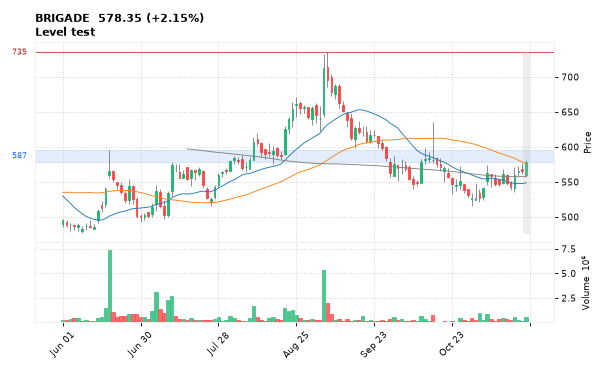 BRIGADE  578.35 (+2.15%)
Level test
735
587
700
650
600
550
500
Price
7.5
5.0
2.5
Volume  10⁶
Jun 01
Jun 30
Jul 28
Aug 25
Sep 23
Oct 23